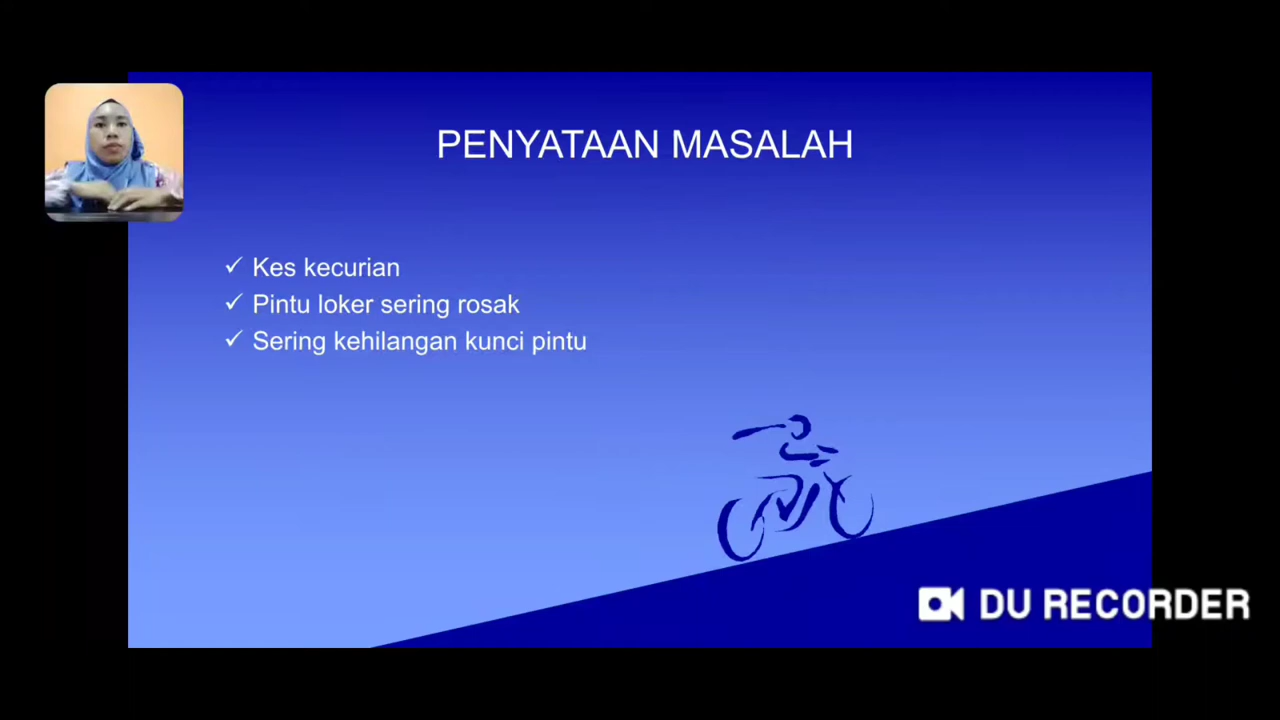 PENYATAAN MASALAH
✓ Kes kecurian
✓ Pintu loker sering rosak
✓ Sering kehilangan kunci pintu
DU RECORDER